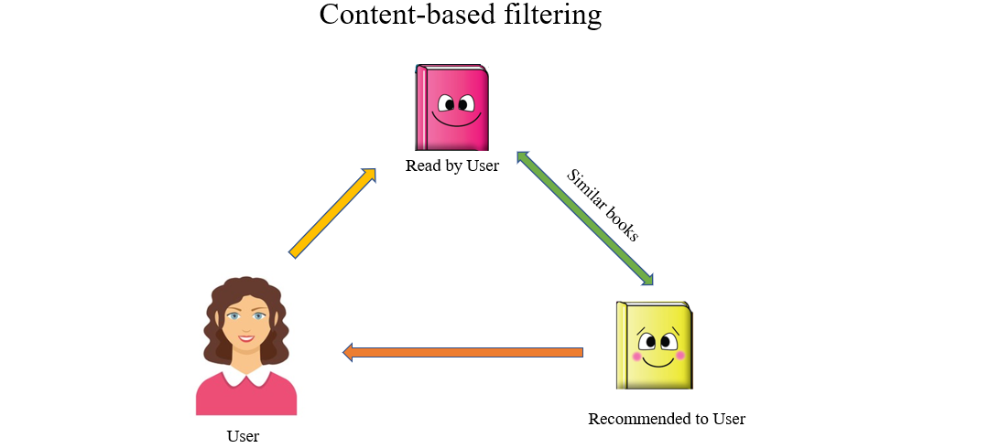 Content-based filtering
Read by User
Similar books
Recommended to User
User